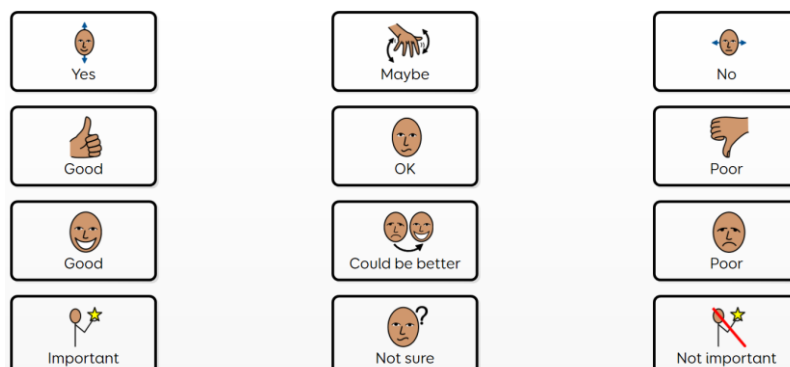 Yes
Maybe
No
Good
OK
Poor
Good
Could be better
Poor
?
Important
Not sure
Not important